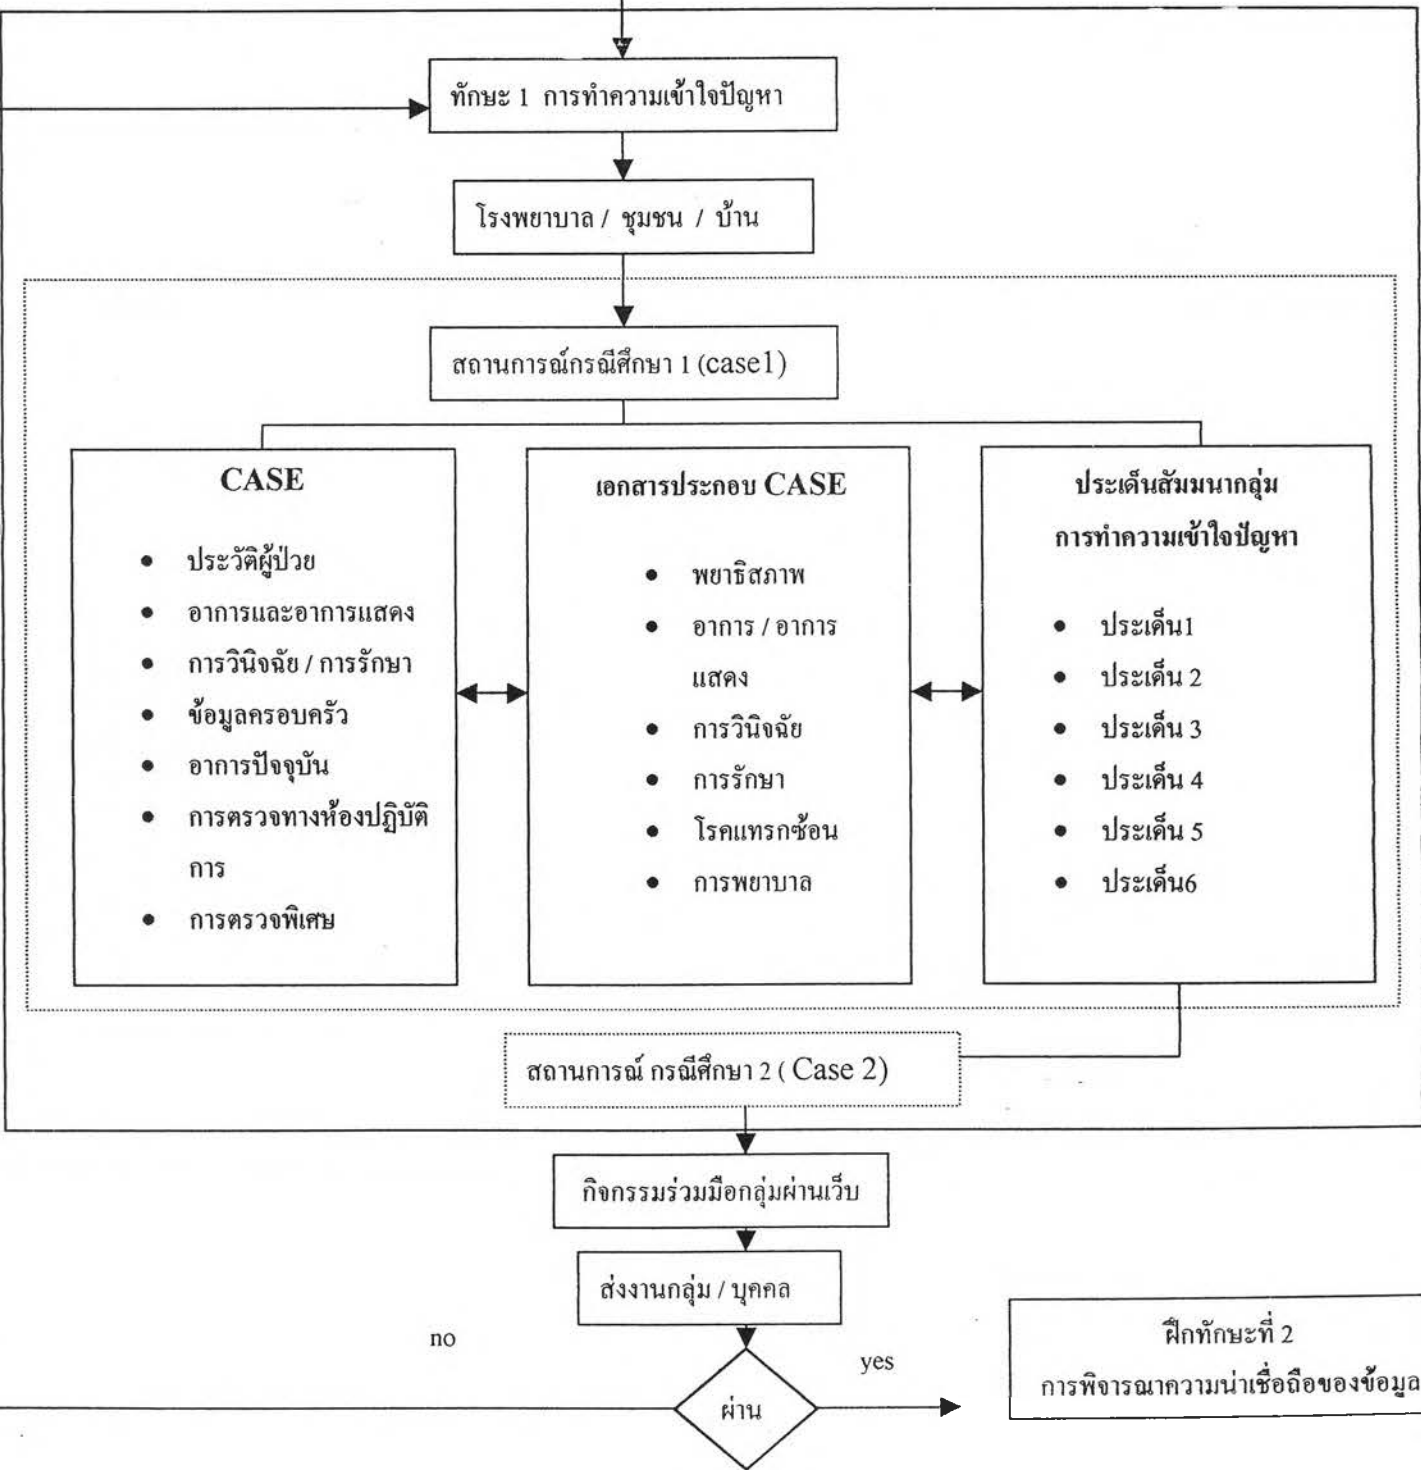 ทักษะ 1 การทำความเข้าใจปัญหา
โรงพยาบาล / ชุมชน / บ้าน
สถานการณ์กรณีศึกษา 1 (case1)
CASE
• ประวัติผู้ป่วย
• อาการและอาการแสดง
• การวินิจฉัย / การรักษา
• ข้อมูลครอบครัว
• อาการปัจจุบัน
• การตรวจทางห้องปฏิบัติ
การ
• การตรวจพิเศษ
เอกสารประกอบ CASE
• พยาธิสภาพ
• อาการ / อาการ
แสดง
• การวินิจฉัย
• การรักษา
• โรคแทรกซ้อน
• การพยาบาล
ประเด็นสัมมนากลุ่ม
การทำความเข้าใจปัญหา
• ประเด็น1
• ประเด็น 2
• ประเด็น 3
• ประเด็น 4
• ประเด็น 5
• ประเด็น6
สถานการณ์ กรณีศึกษา 2 ( Case 2)
กิจกรรมร่วมมือกลุ่มผ่านเว็บ
ส่งงานกลุ่ม / บุคคล
no
ผ่าน
yes
ฝึกทักษะที่ 2
การพิจารณาความน่าเชื่อถือของข้อมูล